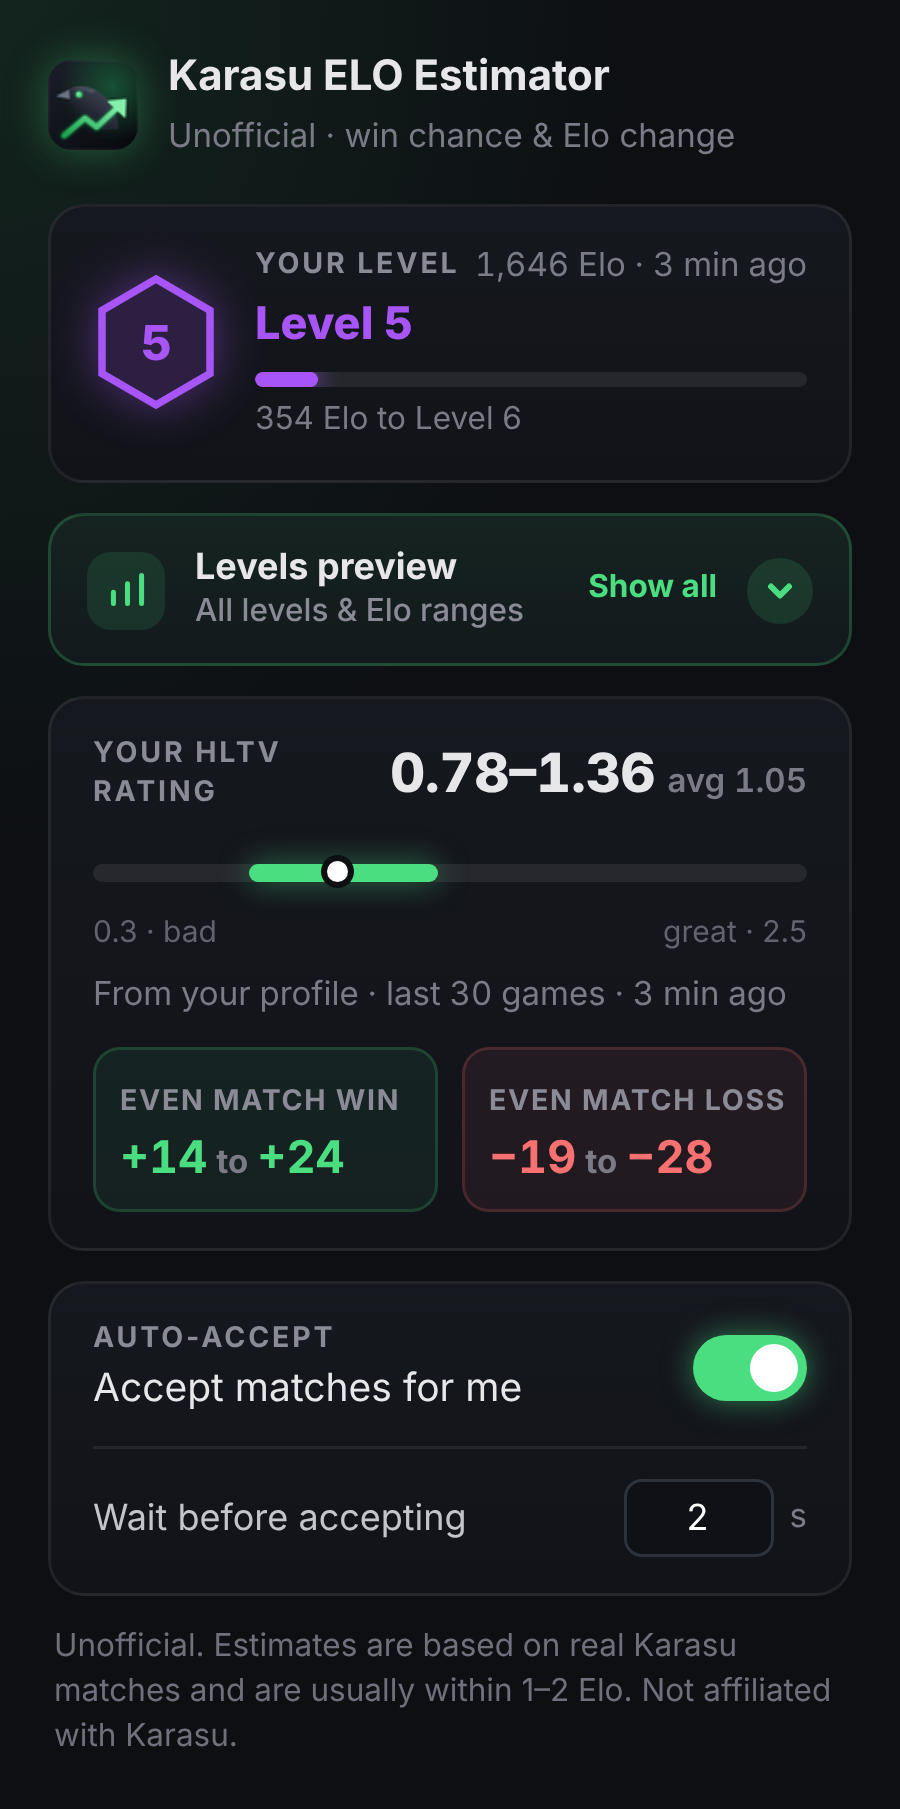 Karasu ELO Estimator
Unofficial · win chance & Elo change
YOUR LEVEL 1,646 Elo · 3 min ago
5
Level 5
354 Elo to Level 6
Levels preview
All levels & Elo ranges
Show all
YOUR HLTV
RATING
0.78–1.36 avg 1.05
0.3 · bad
great · 2.5
From your profile · last 30 games · 3 min ago
EVEN MATCH WIN
+14 to +24
EVEN MATCH LOSS
−19 to −28
AUTO-ACCEPT
Accept matches for me
Wait before accepting
2 s
Unofficial. Estimates are based on real Karasu
matches and are usually within 1–2 Elo. Not affiliated
with Karasu.